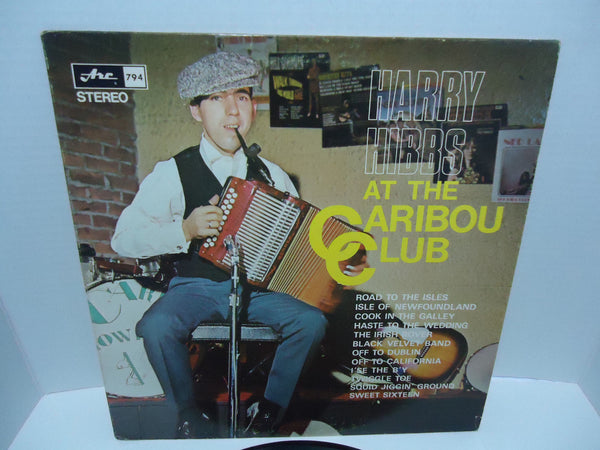 Arc 794
STEREO
HARRY
HIBBS
AT THE
CARIBOU
CLUB
ROAD TO THE ISLES
ISLE OF NEWFOUNDLAND
COOK IN THE GALLEY
HASTE TO THE WEDDING
THE IRISH ROVER
BLACK VELVET BAND
OFF TO DUBLIN
OFF TO CALIFORNIA
I'SE THE B'Y
TWIGGLE TOE
SQUID JIGGIN' GROUND
SWEET SIXTEEN